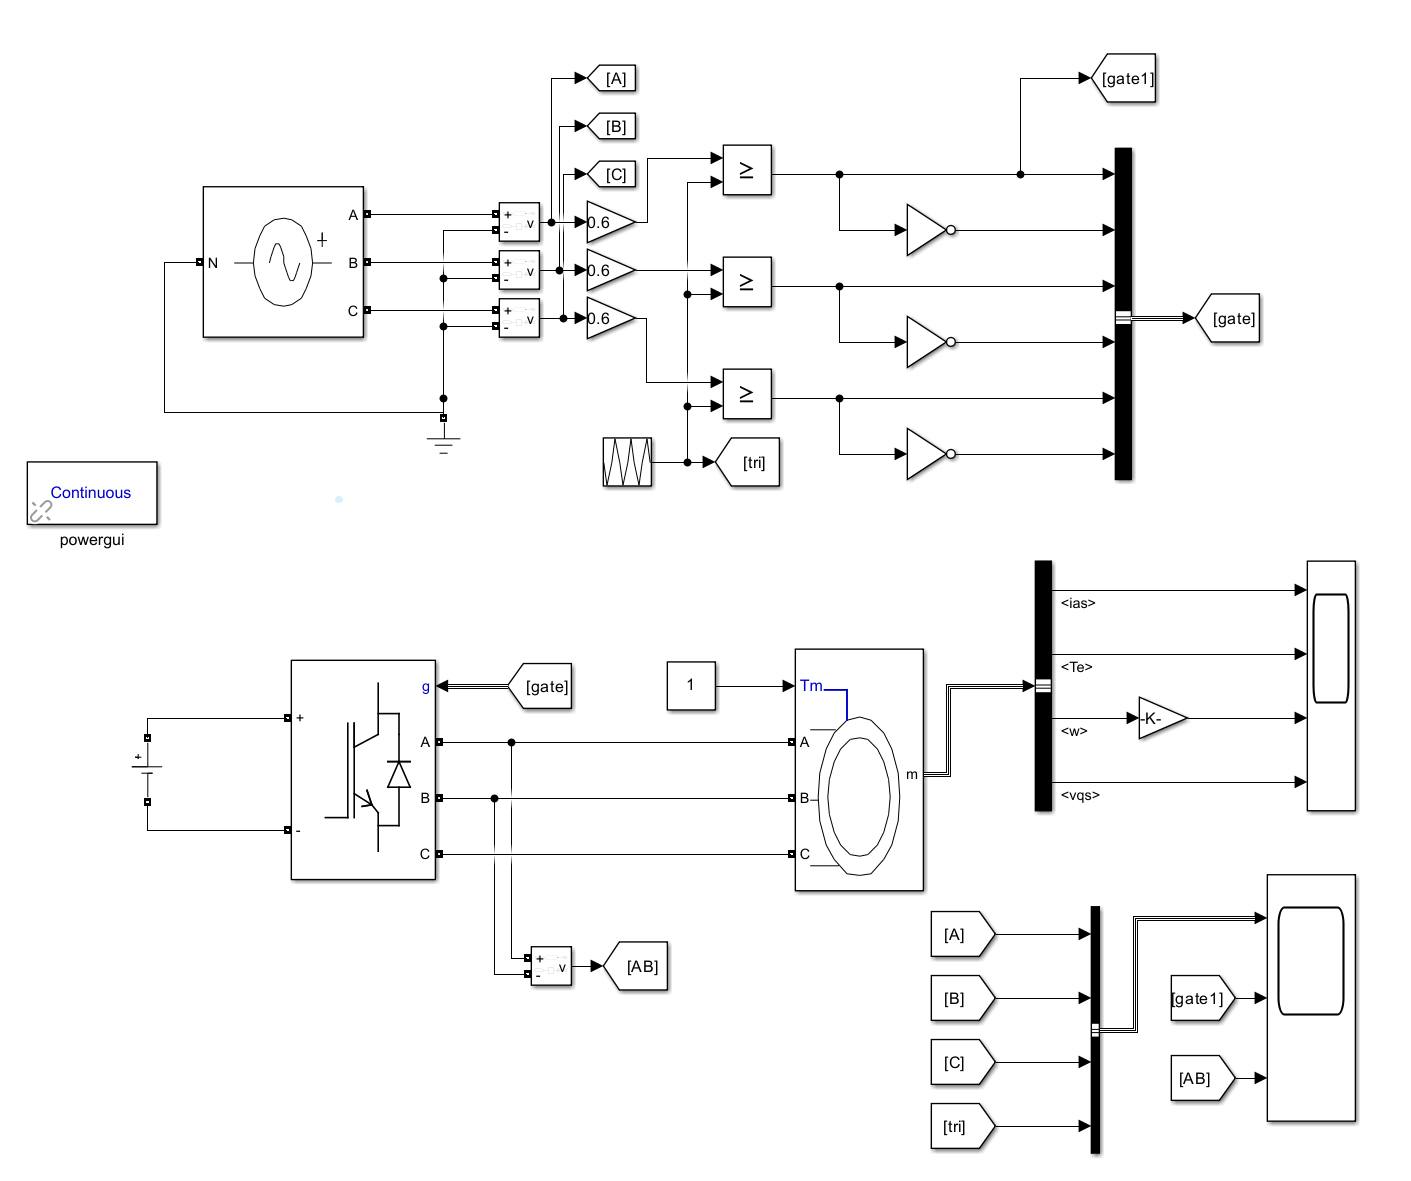 [A]
[gate1]
[B]
[C]
≥
A
+
v
0.6
-
N
B
+
v
0.6
≥
-
C
+
v
0.6
[gate]
-
≥
[tri]
Continuous
powergui
<ias>
<Te>
g
[gate]
1
Tm
+
-K-
<w>
A
A
+
m
B
B
<vqs>
-
C
C
[A]
+
v
[AB]
-
[B]
[gate1]
[C]
[AB]
[tri]